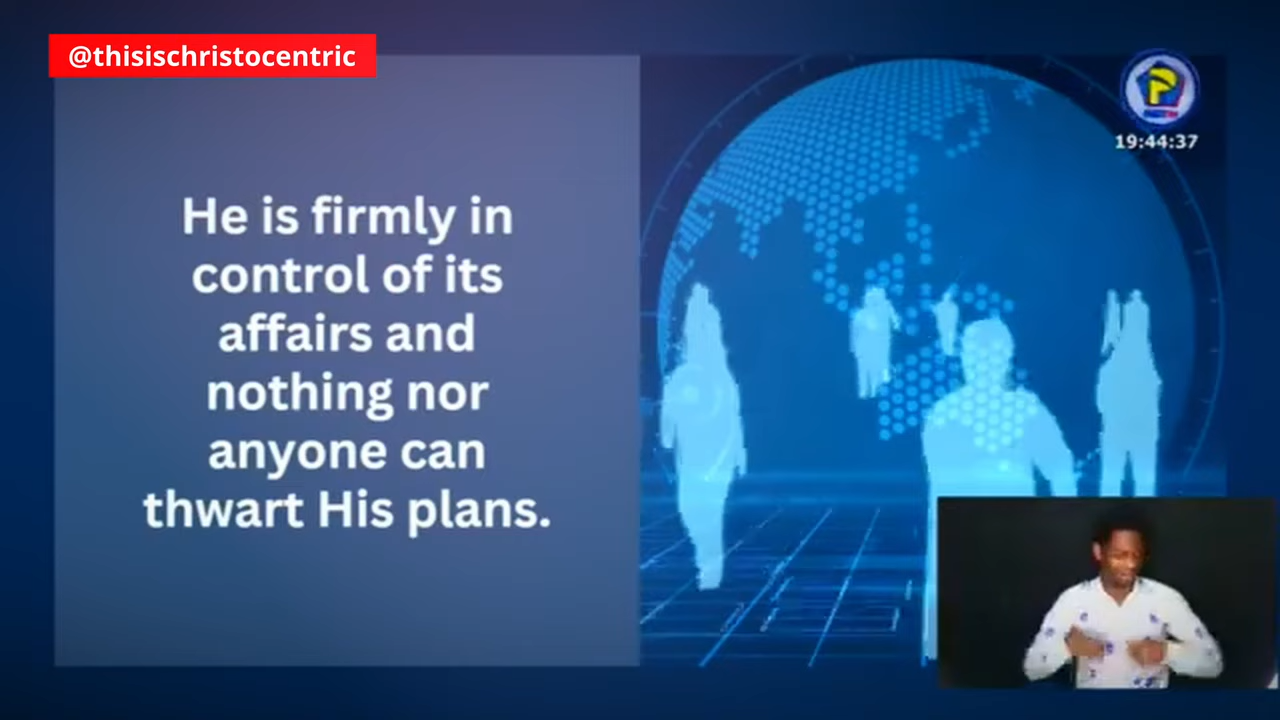 @thisischristocentric
19:44:37
He is firmly in
control of its
affairs and
nothing nor
anyone can
thwart His plans.